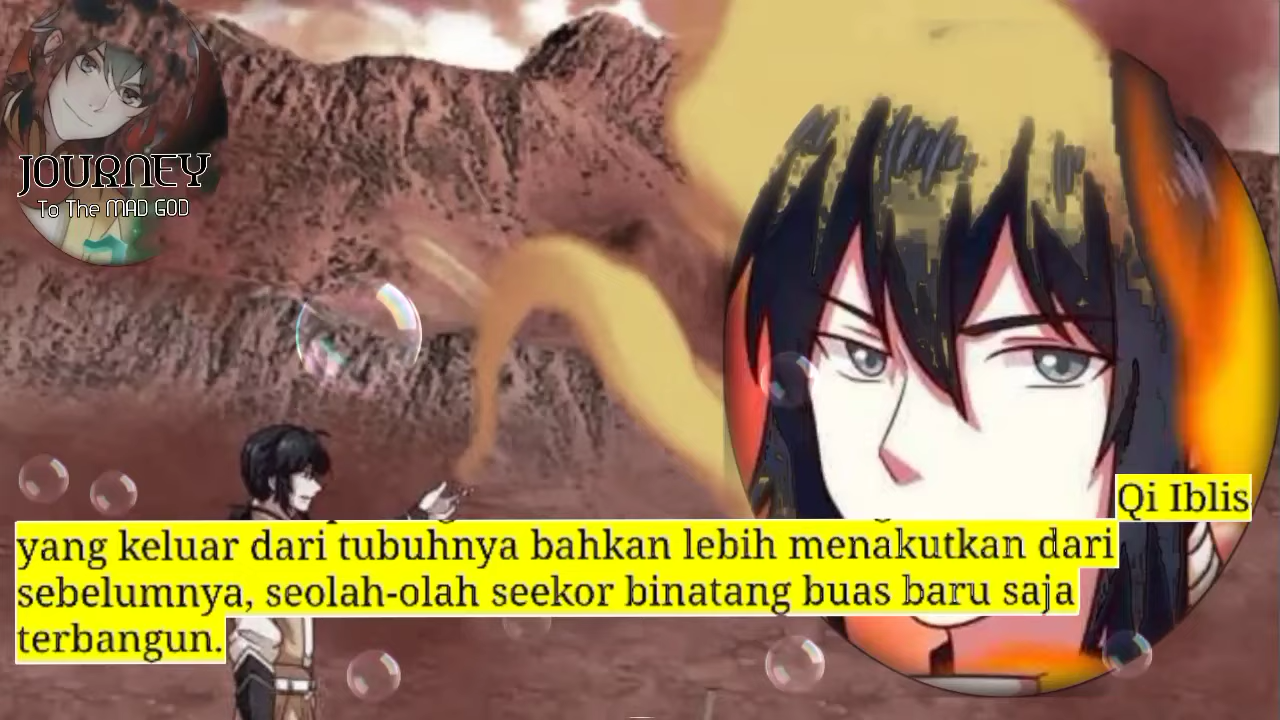 JOURNEY
To The MAD GOD
Qi Iblis
yang keluar dari tubuhnya bahkan lebih menakutkan dari
sebelumnya, seolah-olah seekor binatang buas baru saja
terbangun.